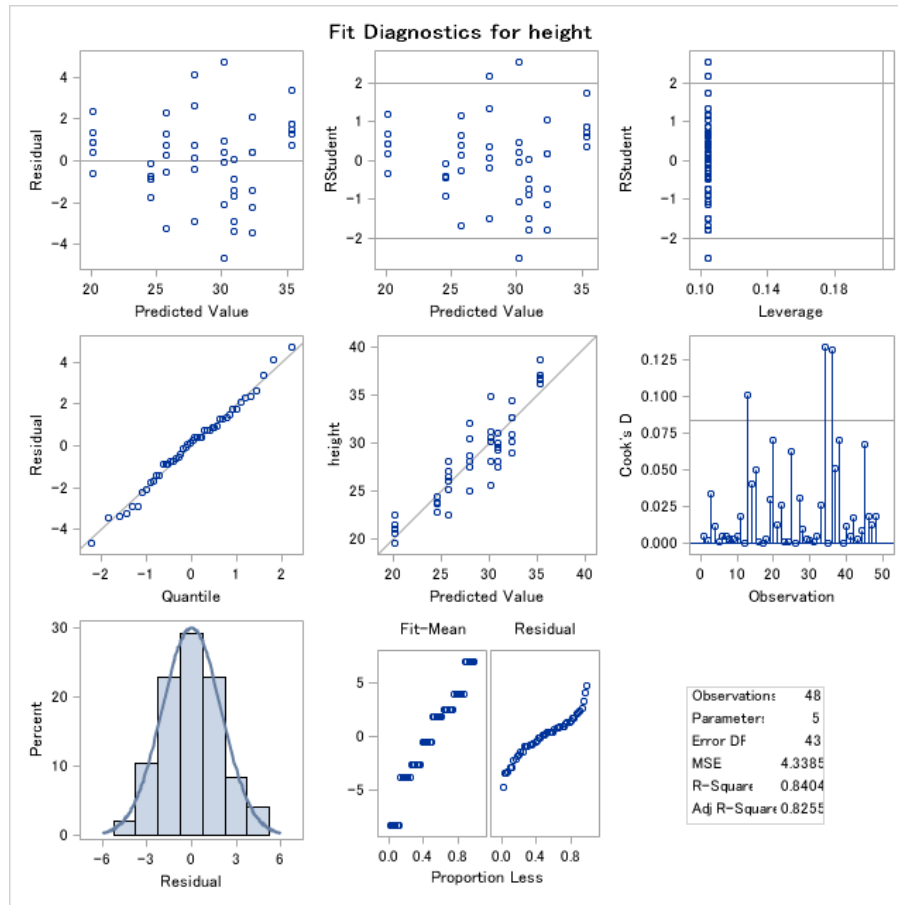 Fit Diagnostics for height
Residual
4
2
0
-2
-4
20 25 30 35
Predicted Value
RStudent
2
1
0
-1
-2
20 25 30 35
Predicted Value
RStudent
2
1
0
-1
-2
0.10 0.14 0.18
Leverage
Residual
4
2
0
-2
-4
-2 -1 0 1 2
Quantile
height
40
35
30
25
20
20 25 30 35 40
Predicted Value
Cook's D
0.125
0.100
0.075
0.050
0.025
0.000
0 10 20 30 40 50
Observation
Percent
30
20
10
0
-6 -3 0 3 6
Residual
Fit-Mean Residual
5
0
-5
0.0 0.4 0.8 0.0 0.4 0.8
Proportion Less
Observations 48
Parameters 5
Error DF 43
MSE 4.3385
R-Square 0.8404
Adj R-Square 0.8255